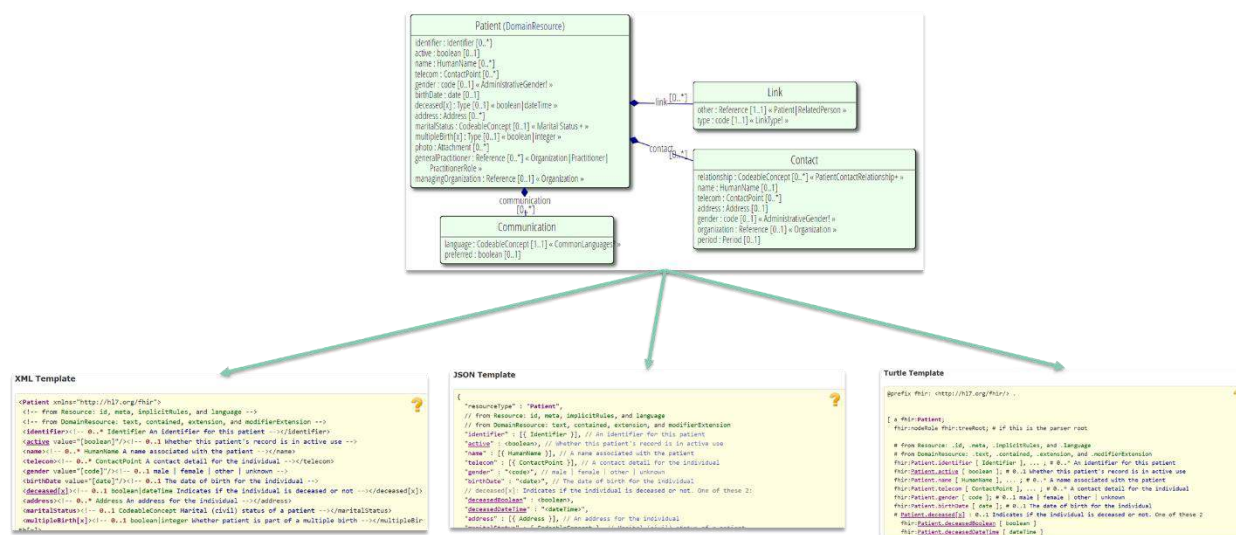 Patient (DomainResource)
identifier : Identifier [0..*]
active : boolean [0..1]
name : HumanName [0..*]
telecom : ContactPoint [0..*]
gender : code [0..1] « AdministrativeGender! »
birthDate : date [0..1]
deceased[x] : Type [0..1] « boolean|dateTime »
address : Address [0..*]
maritalStatus : CodeableConcept [0..1] « Marital Status + »
multipleBirth[x] : Type [0..1] « boolean|integer »
photo : Attachment [0..*]
generalPractitioner : Reference [0..*] « Organization|Practitioner|
PractitionerRole »
managingOrganization : Reference [0..1] « Organization »
link [0..*]
Link
other : Reference [1..1] « Patient|RelatedPerson »
type : code [1..1] « LinkType! »
contact [0..*]
Contact
relationship : CodeableConcept [0..*] « PatientContactRelationship+ »
name : HumanName [0..1]
telecom : ContactPoint [0..*]
address : Address [0..1]
gender : code [0..1] « AdministrativeGender! »
organization : Reference [0..1] « Organization »
period : Period [0..1]
communication
[0..*]
Communication
language : CodeableConcept [1..1] « CommonLanguages »
preferred : boolean [0..1]
XML Template
<Patient xmlns="http://hl7.org/fhir">
<!-- from Resource: id, meta, implicitRules, and language -->
<!-- from DomainResource: text, contained, extension, and modifierExtension -->
<identifier><!-- 0..* Identifier An identifier for this patient --></identifier>
<active value="[boolean]"/><!-- 0..1 Whether this patient's record is in active use -->
<name><!-- 0..* HumanName A name associated with the patient --></name>
<telecom><!-- 0..* ContactPoint A contact detail for the individual --></telecom>
<gender value="[code]"/><!-- 0..1 male | female | other | unknown -->
<birthDate value="[date]"/><!-- 0..1 The date of birth for the individual -->
<deceased[x]><!-- 0..1 boolean|dateTime Indicates if the individual is deceased or not --></deceased[x]>
<address><!-- 0..* Address An address for the individual --></address>
<maritalStatus><!-- 0..1 CodeableConcept Marital (civil) status of a patient --></maritalStatus>
<multipleBirth[x]><!-- 0..1 boolean|integer Whether patient is part of a multiple birth --></multipleBir
JSON Template
{
"resourceType" : "Patient",
// from Resource: id, meta, implicitRules, and language
// from DomainResource: text, contained, extension, and modifierExtension
"identifier" : [{ Identifier }], // An identifier for this patient
"active" : <boolean>, // Whether this patient's record is in active use
"name" : [{ HumanName }], // A name associated with the patient
"telecom" : [{ ContactPoint }], // A contact detail for the individual
"gender" : "<code>", // male | female | other | unknown
"birthDate" : "<date>", // The date of birth for the individual
// deceased[x]: Indicates if the individual is deceased or not. One of these 2:
"deceasedBoolean" : <boolean>,
"deceasedDateTime" : "<dateTime>",
"address" : [{ Address }], // An address for the individual
Turtle Template
@prefix fhir: <http://hl7.org/fhir/> .
[ a fhir:Patient;
fhir:nodeRole fhir:treeRoot; # if this is the parser root
# from Resource: .id, .meta, .implicitRules, and .language
# from DomainResource: .text, .contained, .extension, and .modifierExtension
fhir:Patient.identifier [ Identifier ], ... ; # 0..* An identifier for this patient
fhir:Patient.active [ boolean ]; # 0..1 Whether this patient's record is in active use
fhir:Patient.name [ HumanName ], ... ; # 0..* A name associated with the patient
fhir:Patient.telecom [ ContactPoint ], ... ; # 0..* A contact detail for the individual
fhir:Patient.gender [ code ]; # 0..1 male | female | other | unknown
fhir:Patient.birthDate [ date ]; # 0..1 The date of birth for the individual
# Patient.deceased[x] : 0..1 Indicates if the individual is deceased or not. One of these 2
fhir:Patient.deceasedBoolean [ boolean ]
fhir:Patient.deceasedDateTime [ dateTime ]